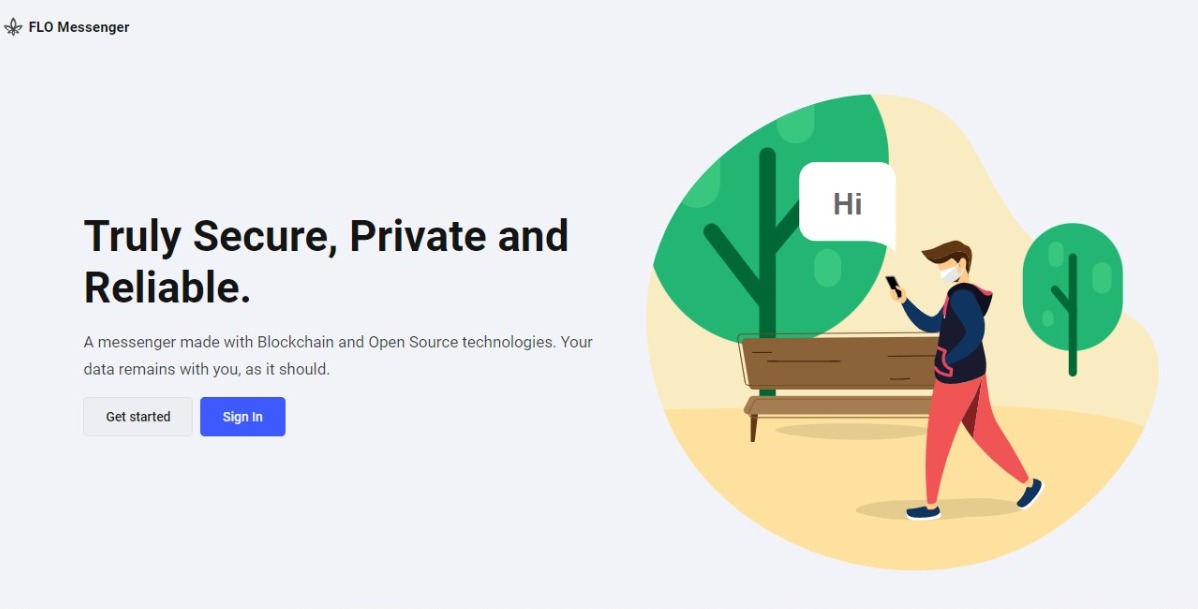 FLO Messenger
Truly Secure, Private and
Reliable.
A messenger made with Blockchain and Open Source technologies. Your
data remains with you, as it should.
Get started
Sign In
Hi